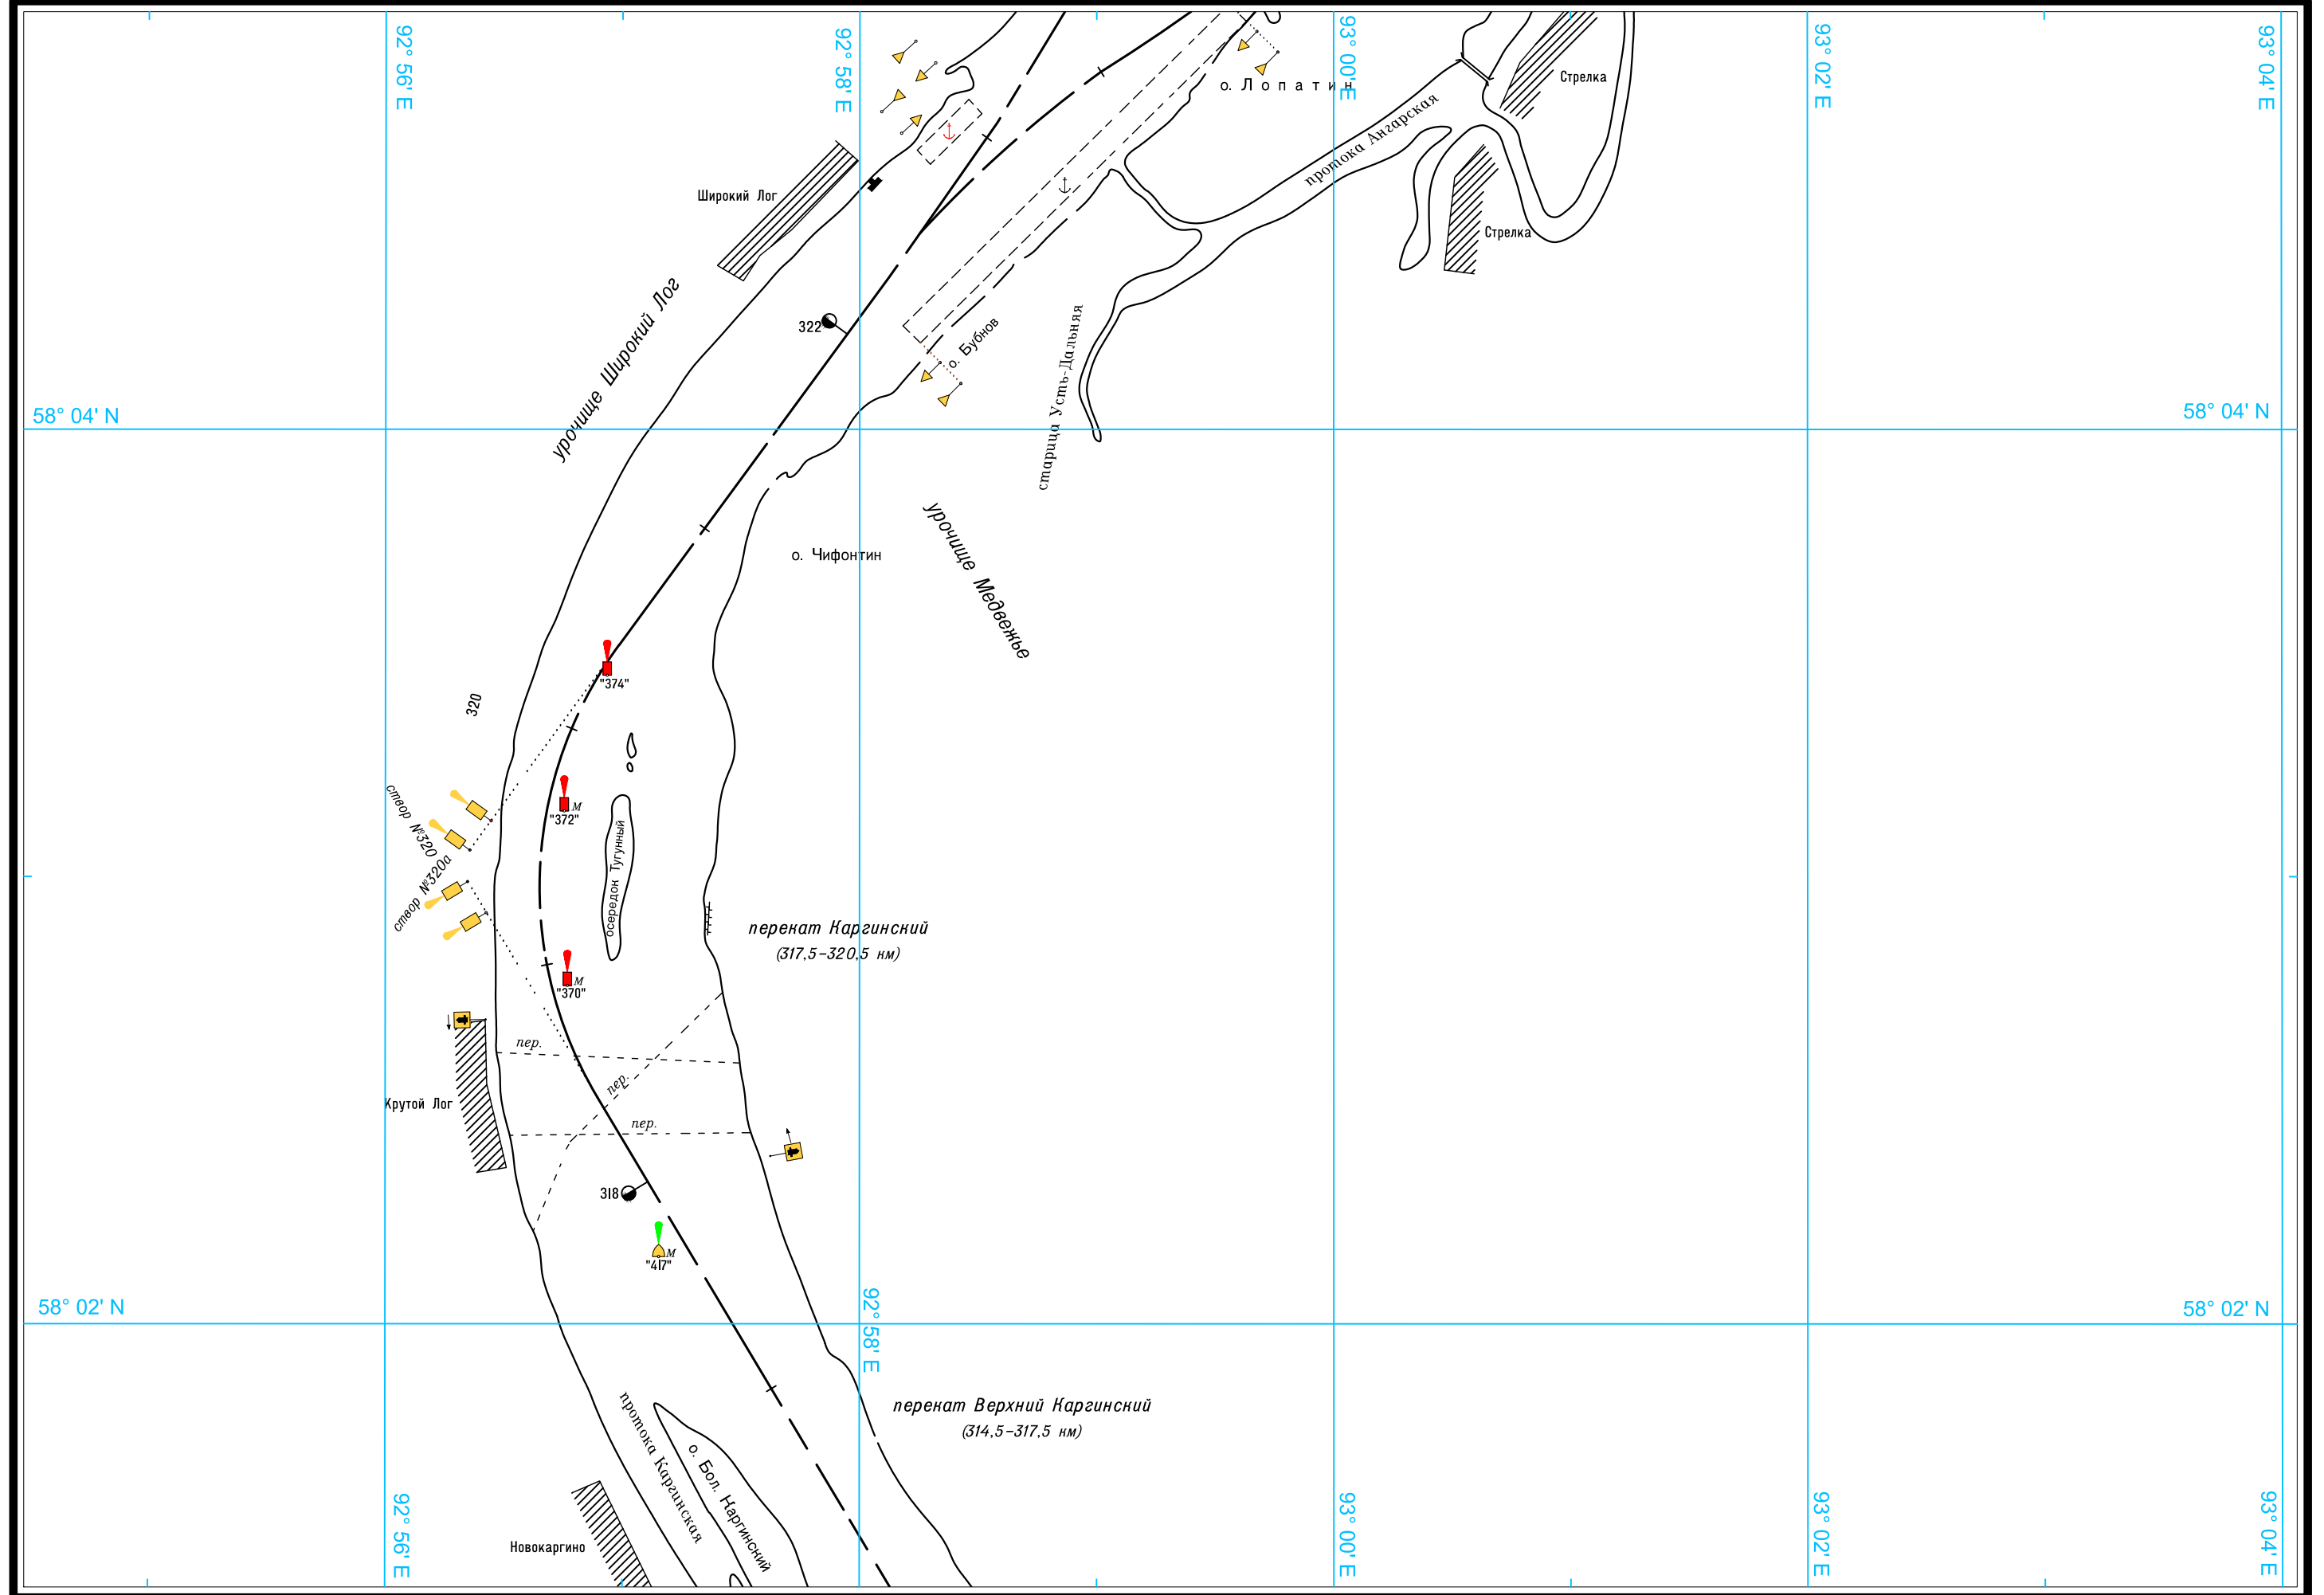 92° 56' E
92° 58' E
93° 00' E
93° 02' E
93° 04' E
о. Лопатин
Стрелка
протока Ангарская
Широкий Лог
Стрелка
урочище Широкий Лог
322
о. Бубнов
старица Усть-Дальняя
58° 04' N
58° 04' N
о. Чифонтин
урочище Медвежье
"374"
320
створ №320
М
"372"
створ №320а
осередок Тугунный
перекат Каргинский
(317,5-320,5 км)
М
"370"
пер.
пер.
Крутой Лог
пер.
318
М
"417"
58° 02' N
58° 02' N
92° 58' E
перекат Верхний Каргинский
(314,5-317,5 км)
протока Каргинская
о. Бол. Каргинский
Новокаргино
92° 56' E
93° 00' E
93° 02' E
93° 04' E